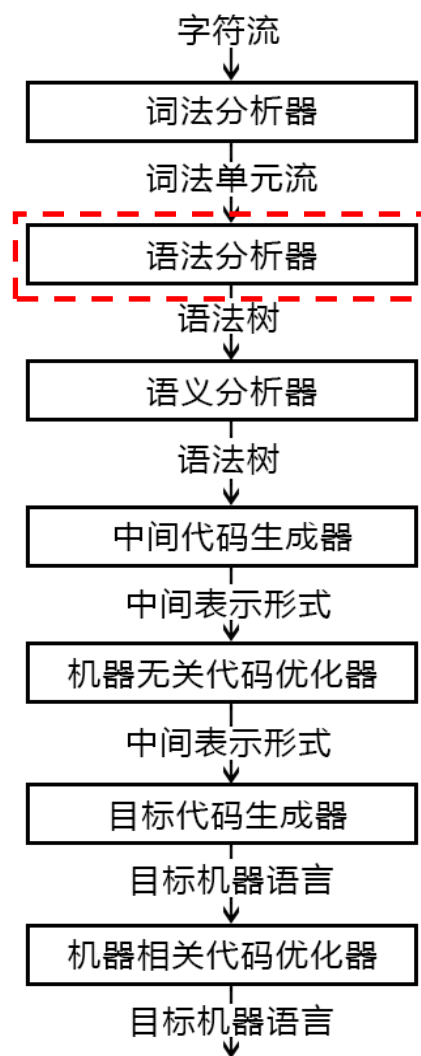 字符流
词法分析器
词法单元流
语法分析器
语法树
语义分析器
语法树
中间代码生成器
中间表示形式
机器无关代码优化器
中间表示形式
目标代码生成器
目标机器语言
机器相关代码优化器
目标机器语言